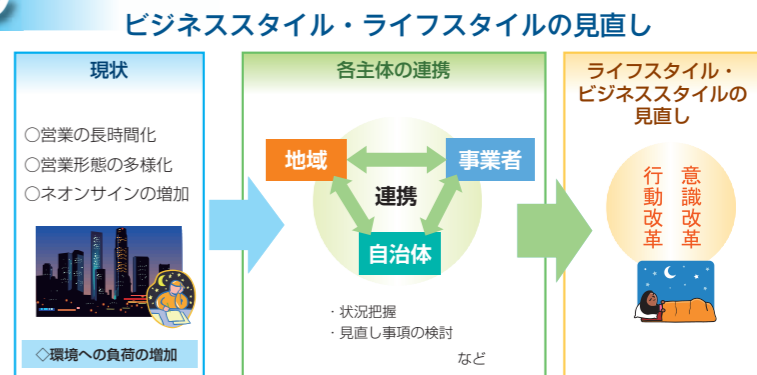 ビジネススタイル・ライフスタイルの見直し
現状
○営業の長時間化
○営業形態の多様化
○ネオンサインの増加
◇環境への負荷の増加
各主体の連携
地域
事業者
連携
自治体
・状況把握
・見直し事項の検討
など
ライフスタイル・
ビジネススタイルの
見直し
意識改革
行動改革